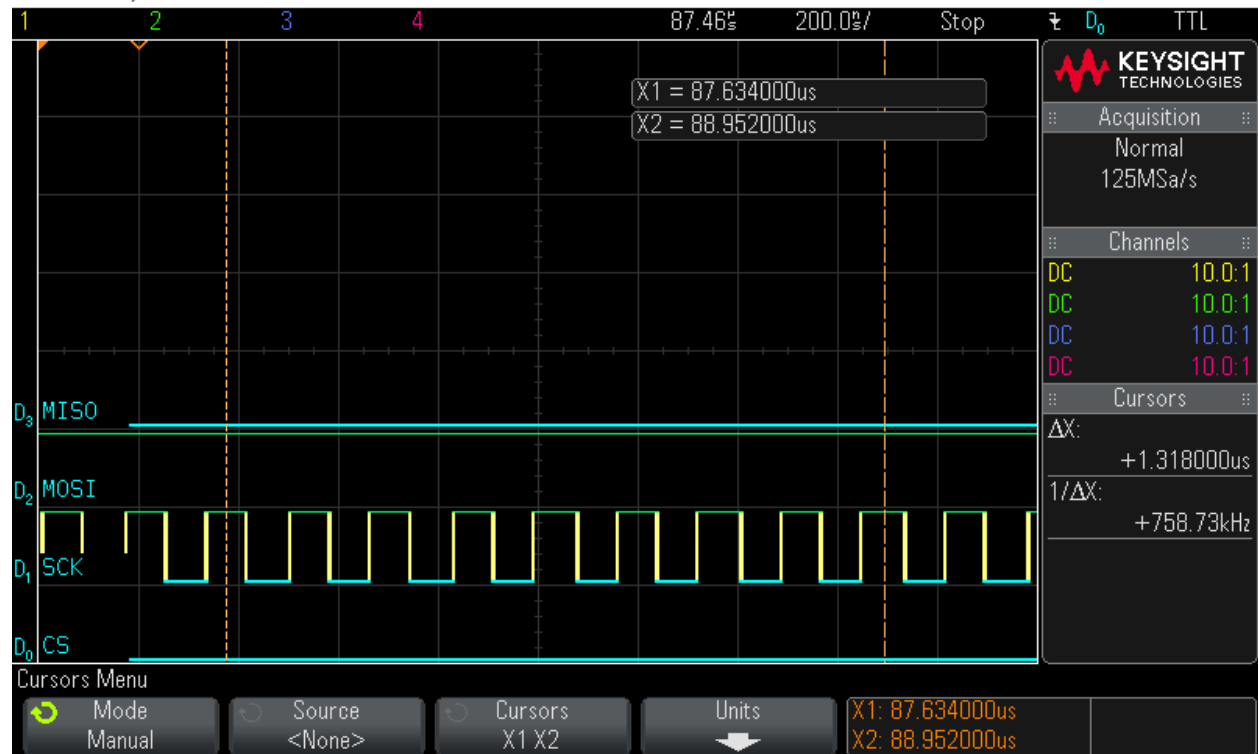 1 2 3 4 87.46µs 200.0ns/ Stop D0 TTL
X1 = 87.634000us
X2 = 88.952000us
KEYSIGHT
TECHNOLOGIES
Acquisition
Normal
125MSa/s
Channels
DC 10.0:1
DC 10.0:1
DC 10.0:1
DC 10.0:1
Cursors
ΔX:
+1.318000us
1/ΔX:
+758.73kHz
D3 MISO
D2 MOSI
D1 SCK
D0 CS
Cursors Menu
Mode
Manual
Source
<None>
Cursors
X1 X2
Units
X1: 87.634000us
X2: 88.952000us